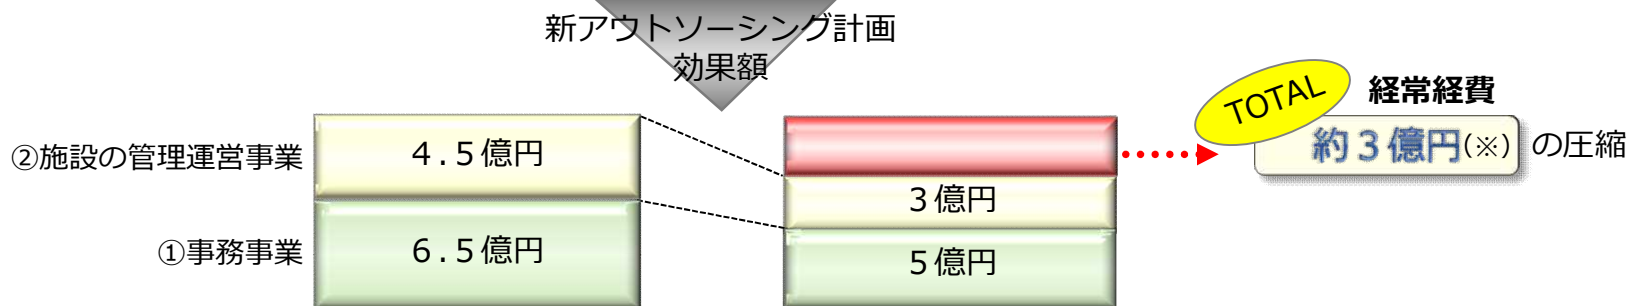 新アウトソーシング計画
効果額
TOTAL
経常経費
約３億円(※)
の圧縮
②施設の管理運営事業
４.５億円
３億円
①事務事業
６.５億円
５億円